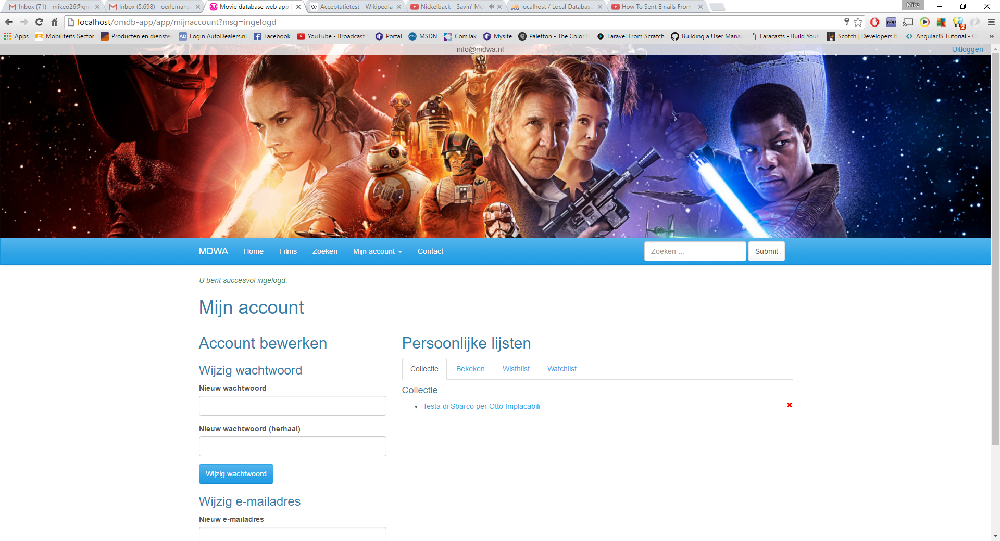 Inbox (71) - mikeo26@gm
Inbox (5.698) - oerlemans
Movie database web app
Acceptatietest - Wikipedia
Nickelback - Savin' Me
localhost / Local Database
How To Sent Emails From
Mike
localhost/omdb-app/app/mijnaccount?msg=ingelogd
php
2
Apps
Mobiliteits Sector
Producten en dienste
AD Login AutoDealers.nl
Facebook
YouTube - Broadcast
Portal
MSDN
ComTak
Mysite
Paletton - The Color S
Laravel From Scratch
Building a User Mana
Laracasts - Build Your
Scotch | Developers b
AngularJS Tutorial - C
»
info@mdwa.nl
Uitloggen
MDWA
Home
Films
Zoeken
Mijn account
Contact
Zoeken ...
Submit
U bent succesvol ingelogd.
Mijn account
Account bewerken
Wijzig wachtwoord
Nieuw wachtwoord
Nieuw wachtwoord (herhaal)
Wijzig wachtwoord
Wijzig e-mailadres
Nieuw e-mailadres
Persoonlijke lijsten
Collectie
Bekeken
Wisthlist
Watchlist
Collectie
• Testa di Sbarco per Otto Implacabili